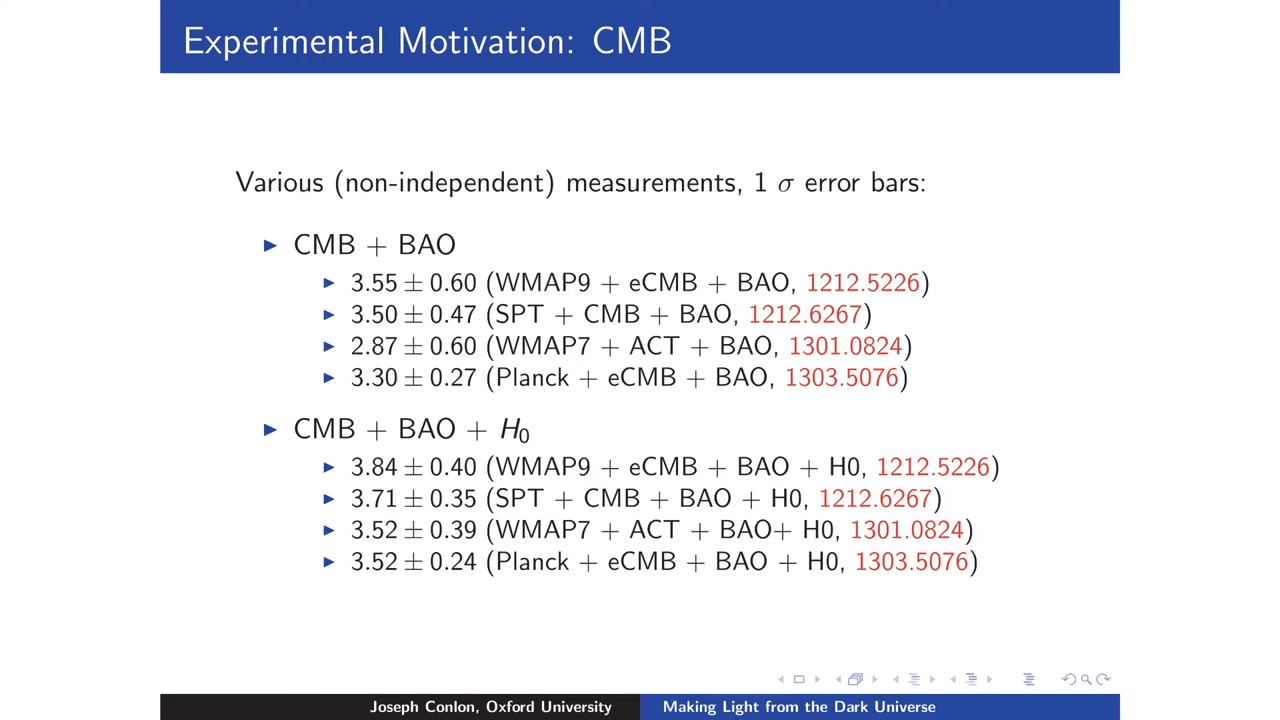 Experimental Motivation: CMB
Various (non-independent) measurements, 1 σ error bars:
CMB + BAO
3.55 ± 0.60 (WMAP9 + eCMB + BAO, 1212.5226)
3.50 ± 0.47 (SPT + CMB + BAO, 1212.6267)
2.87 ± 0.60 (WMAP7 + ACT + BAO, 1301.0824)
3.30 ± 0.27 (Planck + eCMB + BAO, 1303.5076)
CMB + BAO + H₀
3.84 ± 0.40 (WMAP9 + eCMB + BAO + H0, 1212.5226)
3.71 ± 0.35 (SPT + CMB + BAO + H0, 1212.6267)
3.52 ± 0.39 (WMAP7 + ACT + BAO+ H0, 1301.0824)
3.52 ± 0.24 (Planck + eCMB + BAO + H0, 1303.5076)
Joseph Conlon, Oxford University
Making Light from the Dark Universe